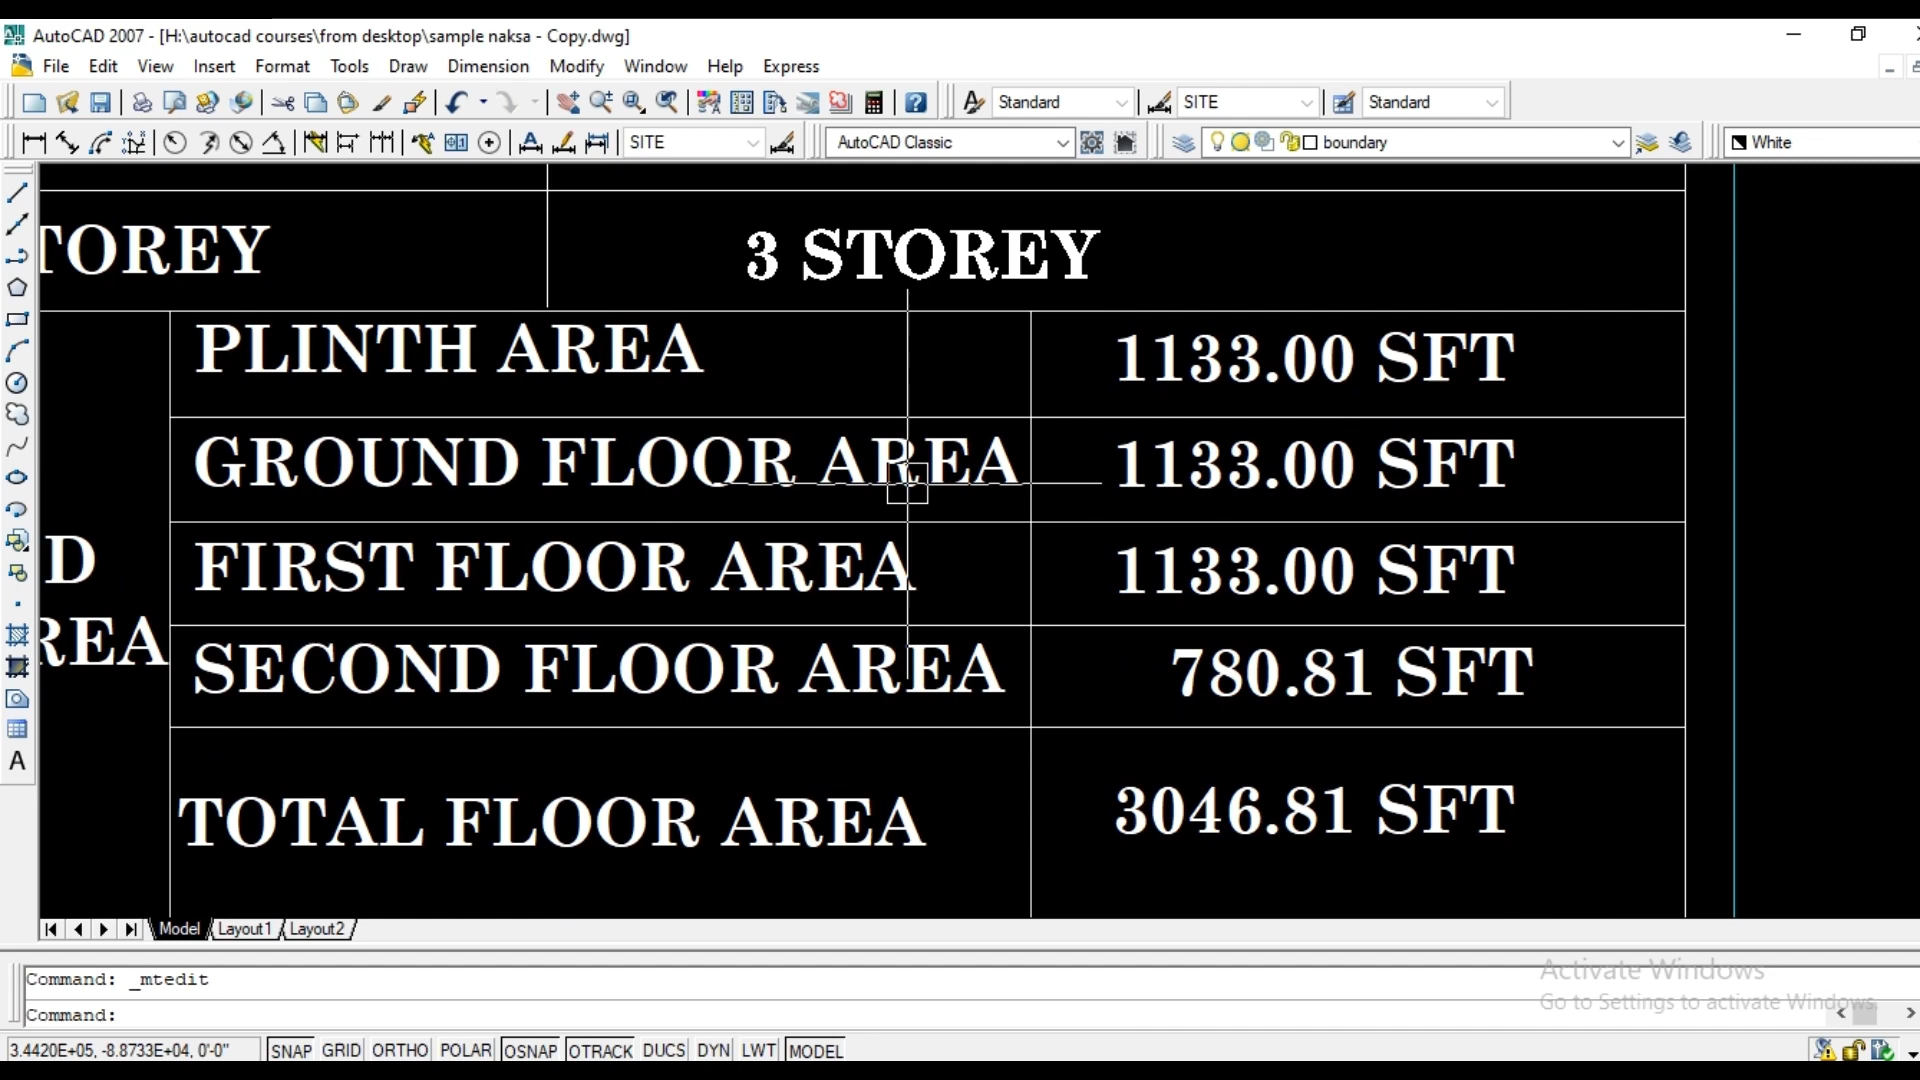 AutoCAD 2007 - [H:\autocad courses\from desktop\sample naksa - Copy.dwg]
File Edit View Insert Format Tools Draw Dimension Modify Window Help Express
Standard SITE Standard
SITE AutoCAD Classic boundary White
TOREY 3 STOREY
PLINTH AREA 1133.00 SFT
GROUND FLOOR AREA 1133.00 SFT
D
FIRST FLOOR AREA 1133.00 SFT
REA
SECOND FLOOR AREA 780.81 SFT
TOTAL FLOOR AREA 3046.81 SFT
A
Model Layout1 Layout2
Command: _mtedit
Activate Windows
Go to Settings to activate Windows.
Command:
3.4420E+05, -8.8733E+04, 0'-0" SNAP GRID ORTHO POLAR OSNAP OTRACK DUCS DYN LWT MODEL